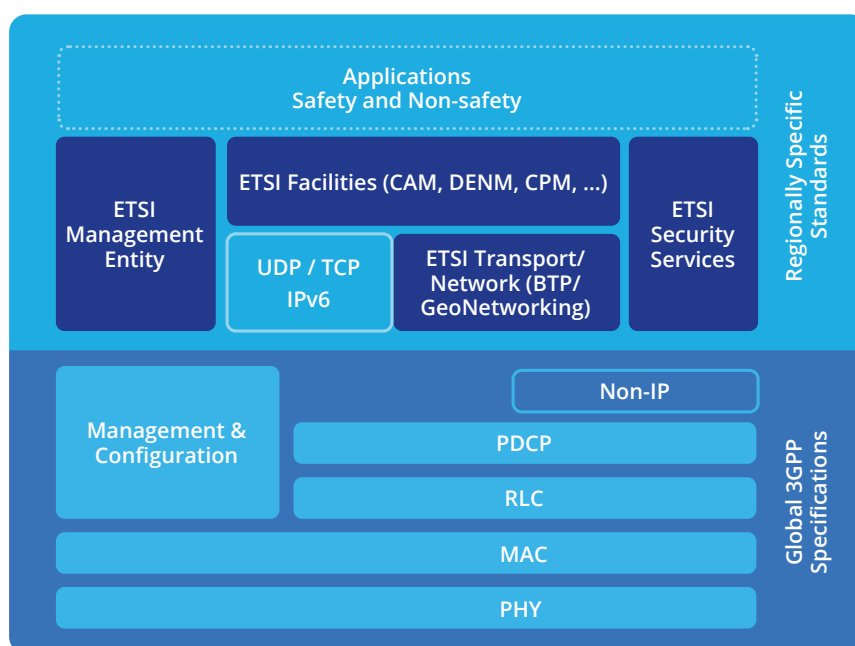 Applications
Safety and Non-safety
ETSI
Management
Entity
ETSI Facilities (CAM, DENM, CPM, ...)
UDP / TCP
IPv6
ETSI Transport/
Network (BTP/
GeoNetworking)
ETSI
Security
Services
Regionally Specific
Standards
Management &
Configuration
Non-IP
PDCP
RLC
MAC
PHY
Global 3GPP
Specifications